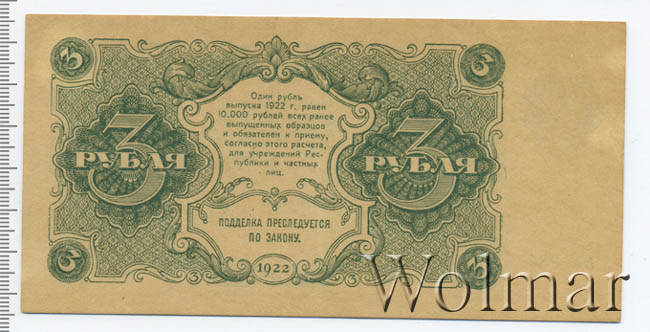 3 3
Один рубль
выпуска 1922 г. равен
10.000 рублей всех ранее
выпущенных образцов
и обязателен к приему,
согласно этого расчета,
для учреждений Рес-
публики и частных
лиц.
3 РУБЛЯ 3 РУБЛЯ
ПОДДЕЛКА ПРЕСЛЕДУЕТСЯ
ПО ЗАКОНУ.
3 1922 3
Wolmar